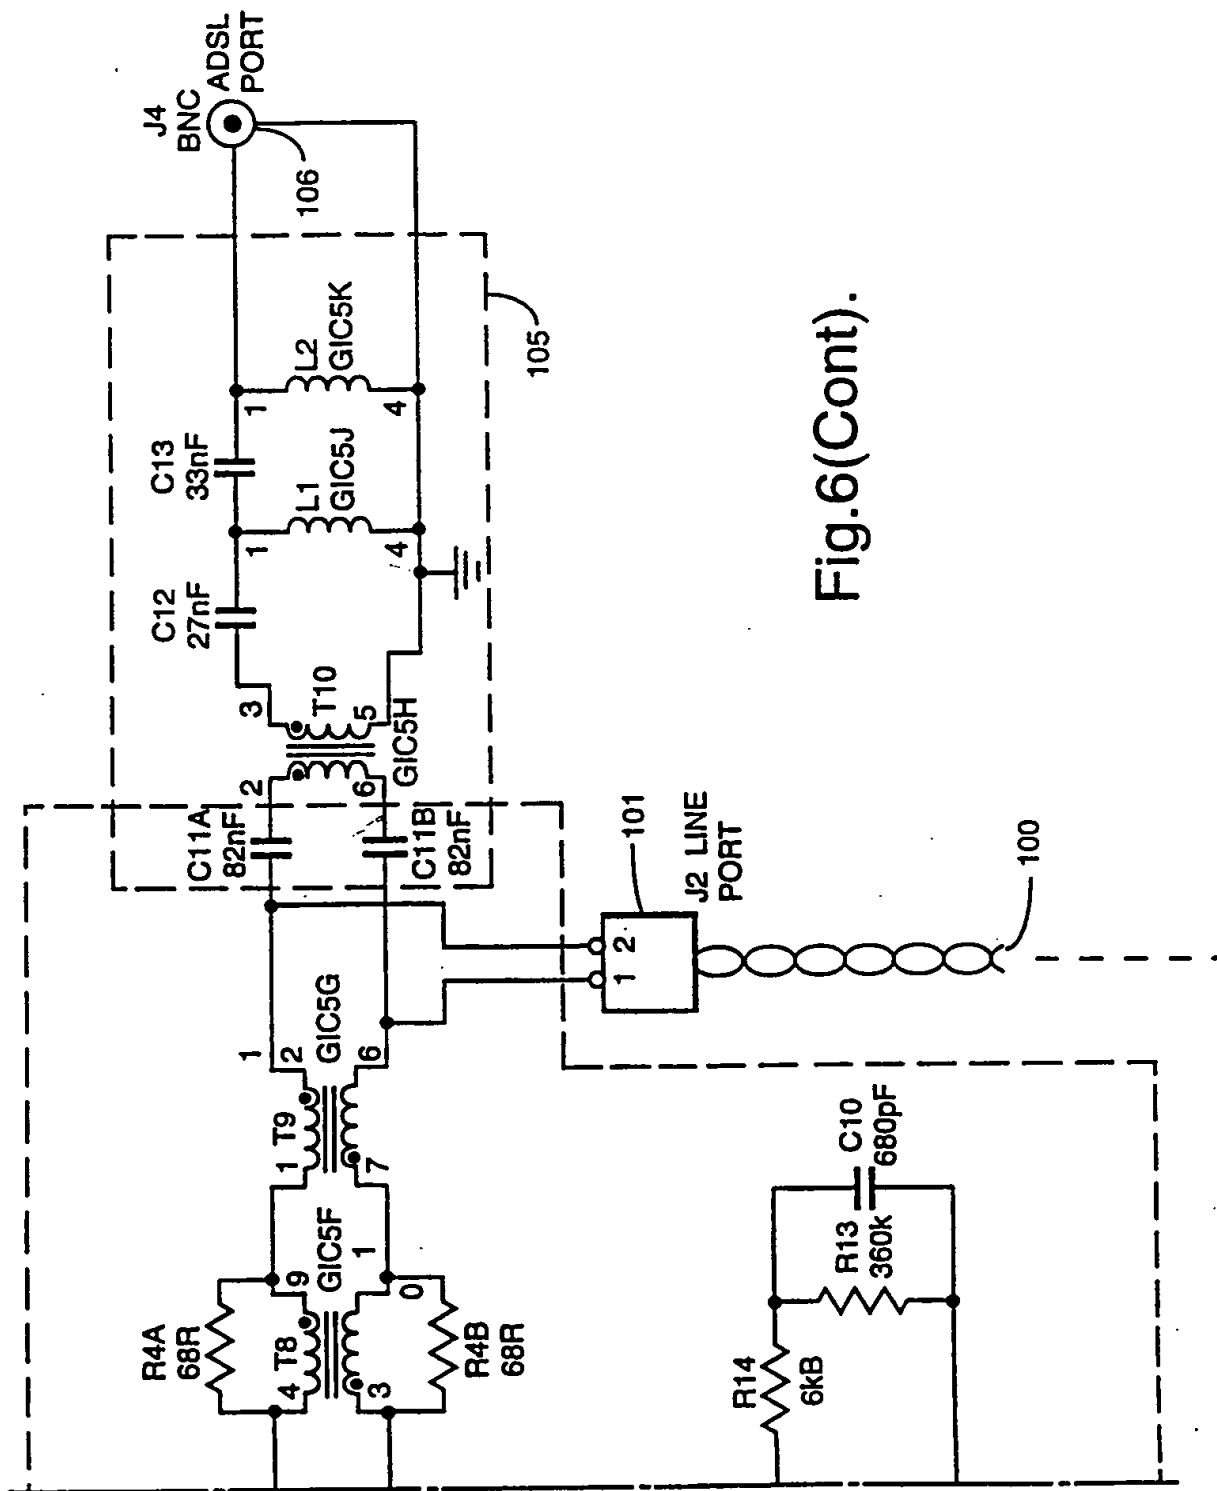 J4
BNC
ADSL
PORT
106
105
L2
GIC5K
1
4
C13
33nF
L1
GIC5J
1
4
C12
27nF
T10
3
5
GIC5H
2
6
C11A
82nF
C11B
82nF
101
J2 LINE
PORT
2
1
100
GIC5G
1
2
6
T9
1
7
GIC5F
9
1
0
R4A
68R
T8
4
3
R4B
68R
C10
680pF
R13
360k
R14
6kB
Fig.6(Cont).